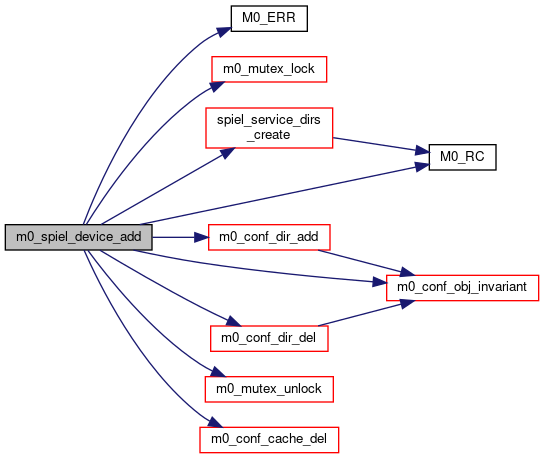 M0_ERR
m0_mutex_lock
spiel_service_dirs
_create
M0_RC
m0_spiel_device_add
m0_conf_dir_add
m0_conf_obj_invariant
m0_conf_dir_del
m0_mutex_unlock
m0_conf_cache_del